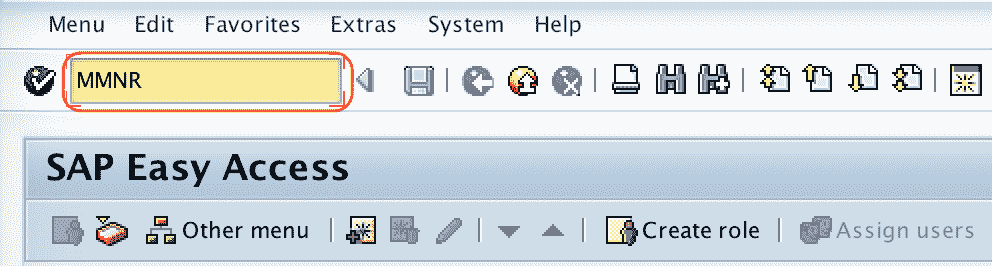 Menu Edit Favorites Extras System Help
MMNR
SAP Easy Access
Other menu Create role Assign users